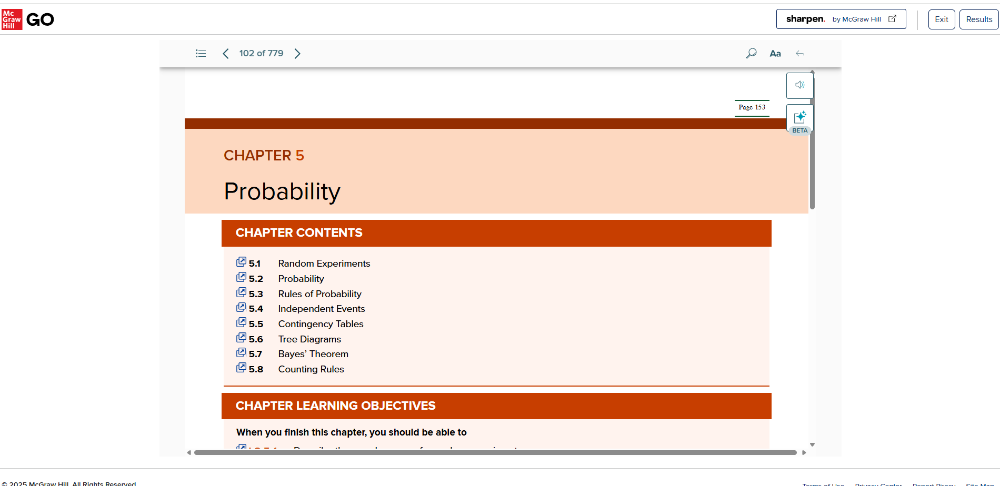 Mc
Graw
Hill
GO
sharpen. by McGraw Hill
Exit
Results
102 of 779
Aa
Page 153
BETA
CHAPTER 5
Probability
CHAPTER CONTENTS
5.1 Random Experiments
5.2 Probability
5.3 Rules of Probability
5.4 Independent Events
5.5 Contingency Tables
5.6 Tree Diagrams
5.7 Bayes’ Theorem
5.8 Counting Rules
CHAPTER LEARNING OBJECTIVES
When you finish this chapter, you should be able to
© 2025 McGraw Hill. All Rights Reserved.
Terms of Use Privacy Center Report Piracy Site Map